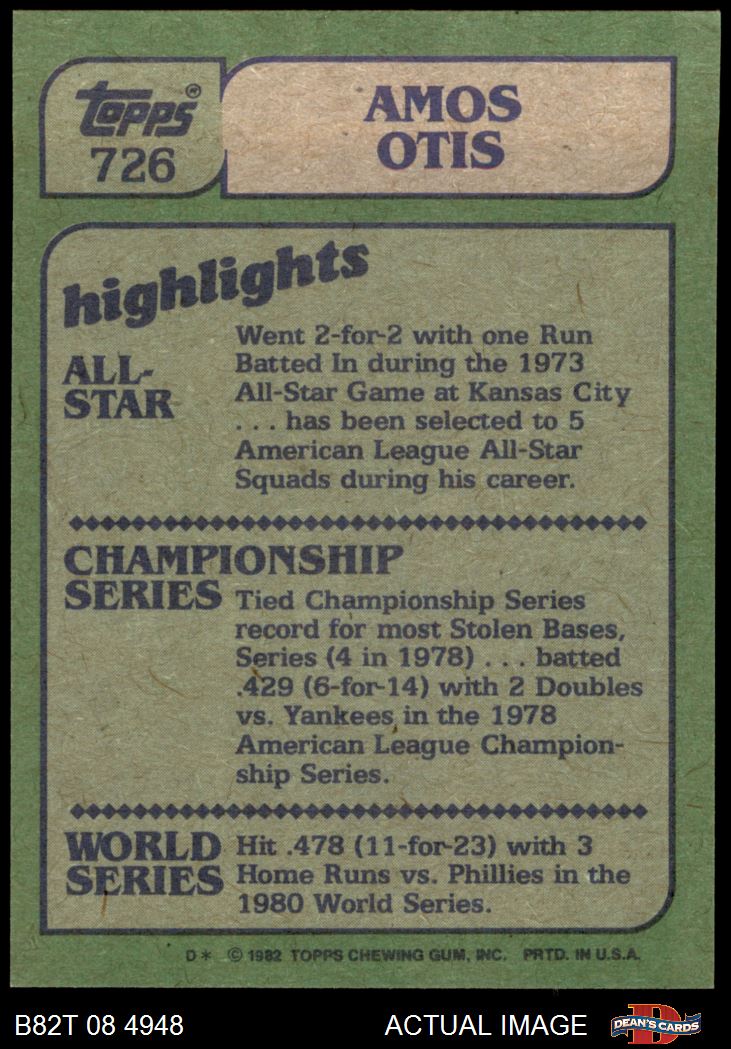 Topps®
726
AMOS
OTIS
highlights
ALL-
STAR
Went 2-for-2 with one Run
Batted In during the 1973
All-Star Game at Kansas City
. . . has been selected to 5
American League All-Star
Squads during his career.
CHAMPIONSHIP
SERIES
Tied Championship Series
record for most Stolen Bases,
Series (4 in 1978) . . . batted
.429 (6-for-14) with 2 Doubles
vs. Yankees in the 1978
American League Champion-
ship Series.
WORLD
SERIES
Hit .478 (11-for-23) with 3
Home Runs vs. Phillies in the
1980 World Series.
D* © 1982 TOPPS CHEWING GUM, INC. PRTD. IN U.S.A.
B82T 08 4948 ACTUAL IMAGE
D
DEAN'S CARDS